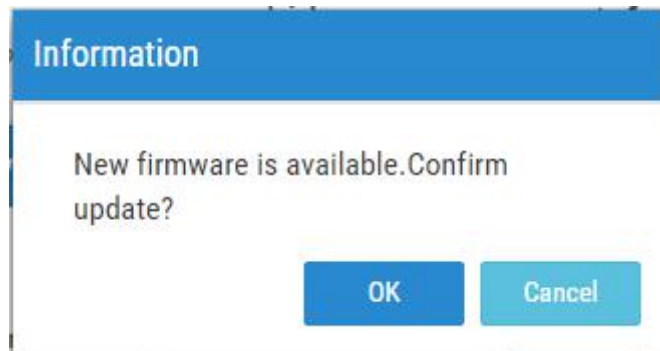 Information
New firmware is available.Confirm
update?
OK
Cancel